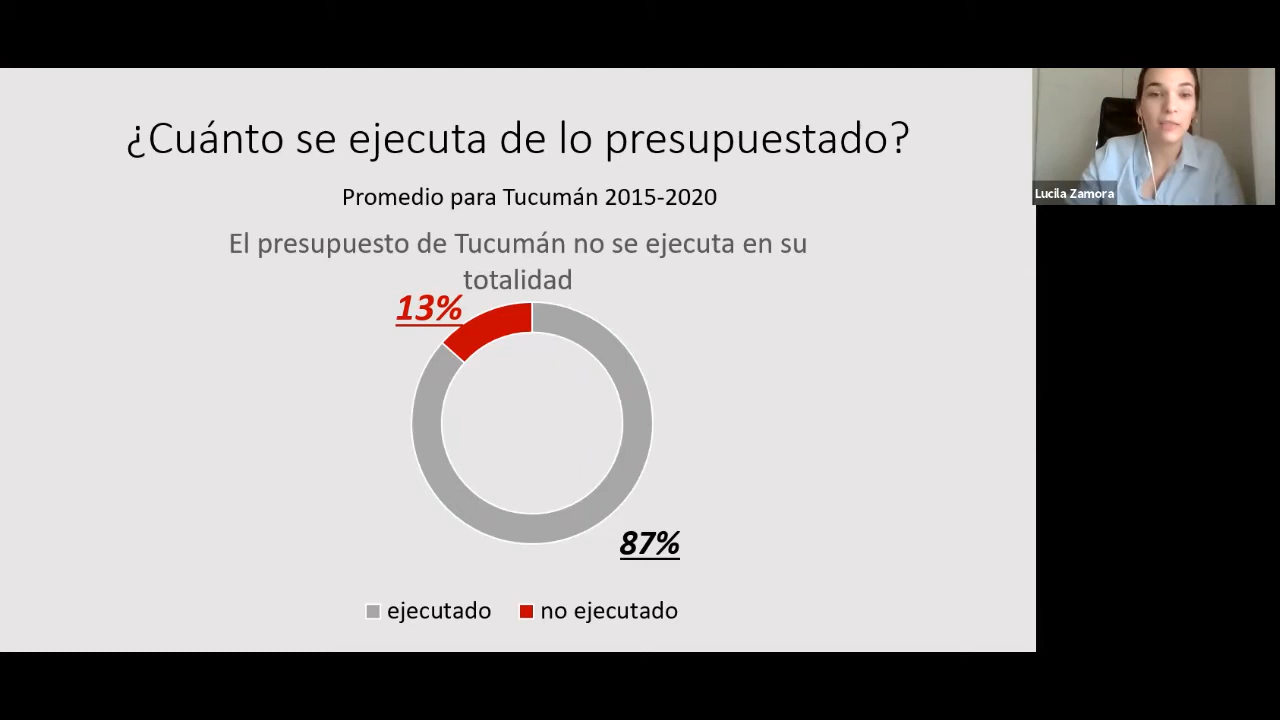 ¿Cuánto se ejecuta de lo presupuestado?
Promedio para Tucumán 2015-2020
El presupuesto de Tucumán no se ejecuta en su
totalidad
13%
87%
ejecutado
no ejecutado
Lucila Zamora